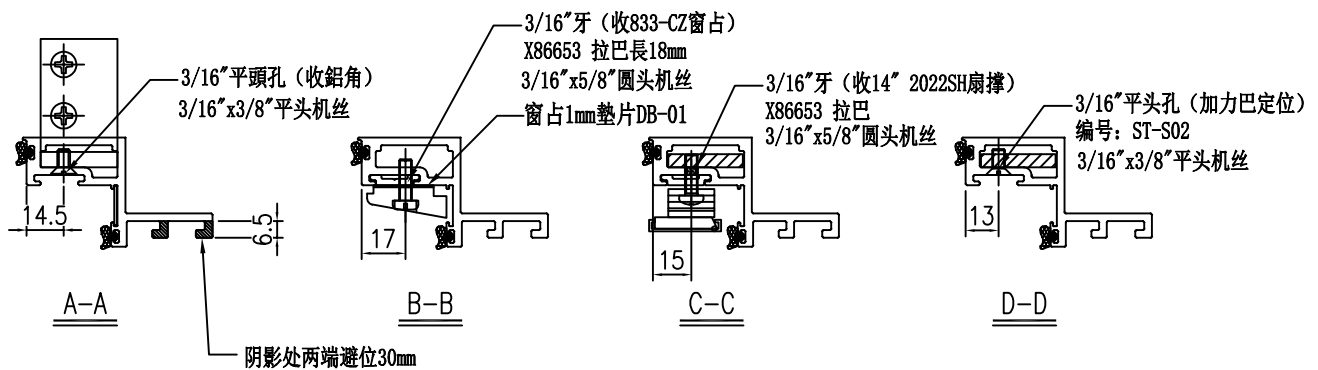 3/16"平頭孔（收鋁角）
3/16"x3/8"平头机丝
14.5
6.5
A-A
阴影处两端避位30mm
3/16"牙（收833-CZ窗占）
X86653 拉巴長18mm
3/16"x5/8"圆头机丝
窗占1mm墊片DB-01
17
B-B
3/16"牙（收14" 2022SH扇撑）
X86653 拉巴
3/16"x5/8"圆头机丝
15
C-C
3/16"平头孔（加力巴定位）
编号: ST-S02
3/16"x3/8"平头机丝
13
D-D